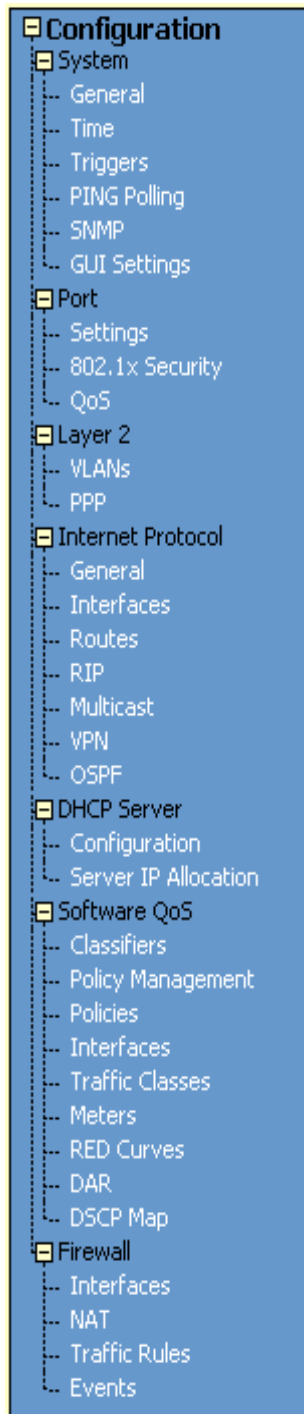 Configuration
System
General
Time
Triggers
PING Polling
SNMP
GUI Settings
Port
Settings
802.1x Security
QoS
Layer 2
VLANs
PPP
Internet Protocol
General
Interfaces
Routes
RIP
Multicast
VPN
OSPF
DHCP Server
Configuration
Server IP Allocation
Software QoS
Classifiers
Policy Management
Policies
Interfaces
Traffic Classes
Meters
RED Curves
DAR
DSCP Map
Firewall
Interfaces
NAT
Traffic Rules
Events